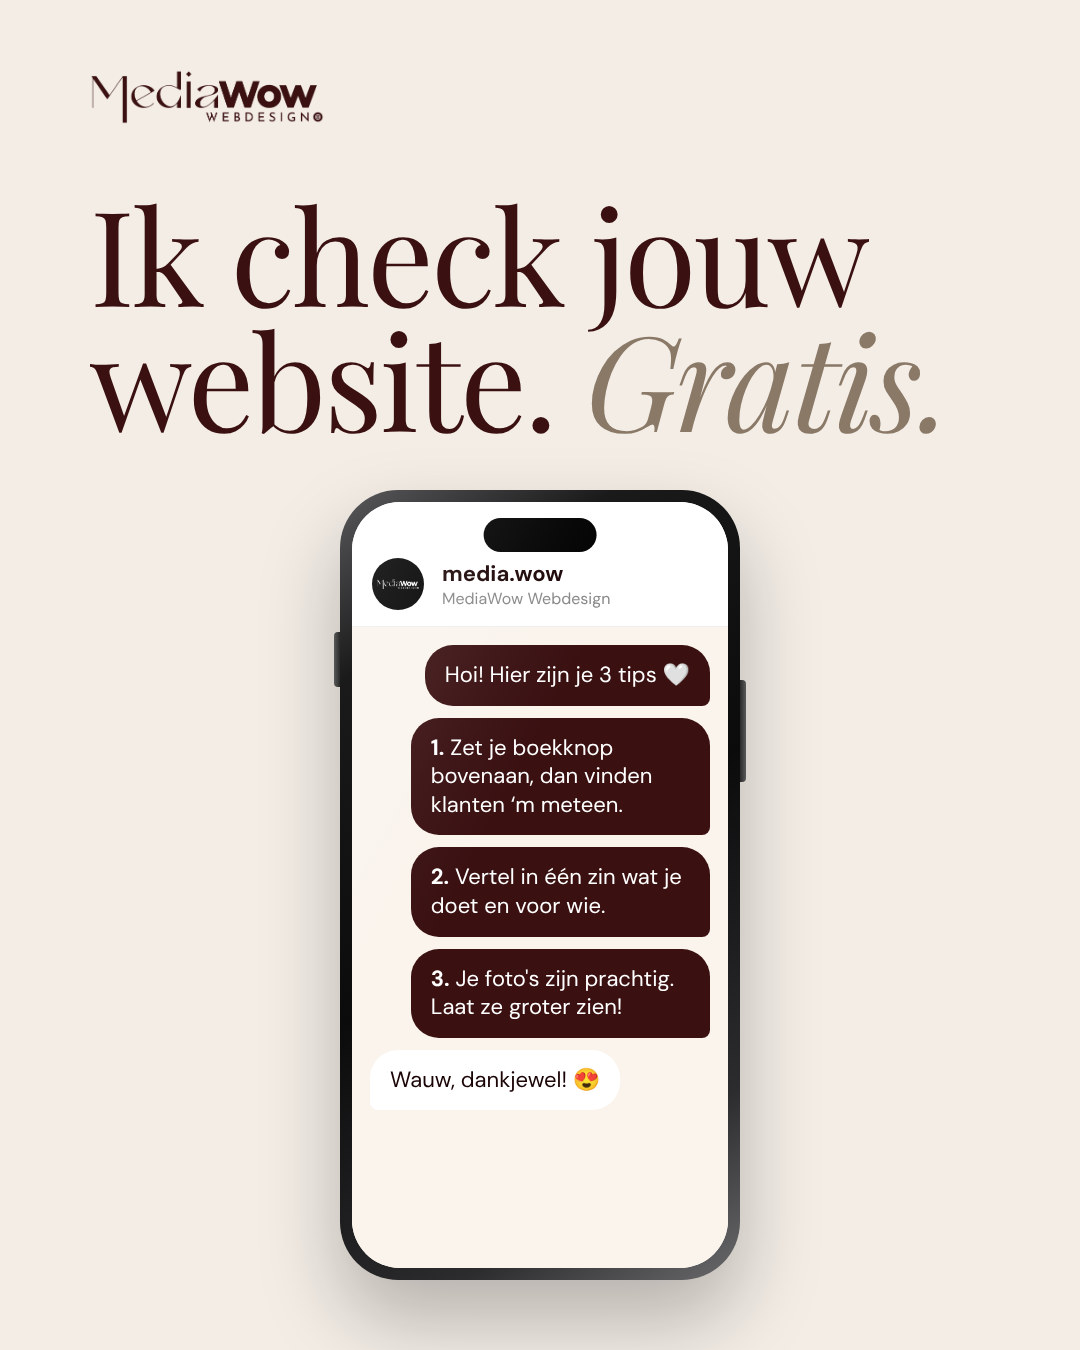 MediaWow
WEBDESIGN
Ik check jouw
website. Gratis.
MediaWow
media.wow
MediaWow Webdesign
Hoi! Hier zijn je 3 tips 🤍
1. Zet je boekknop
bovenaan, dan vinden
klanten ‘m meteen.
2. Vertel in één zin wat je
doet en voor wie.
3. Je foto's zijn prachtig.
Laat ze groter zien!
Wauw, dankjewel! 😍